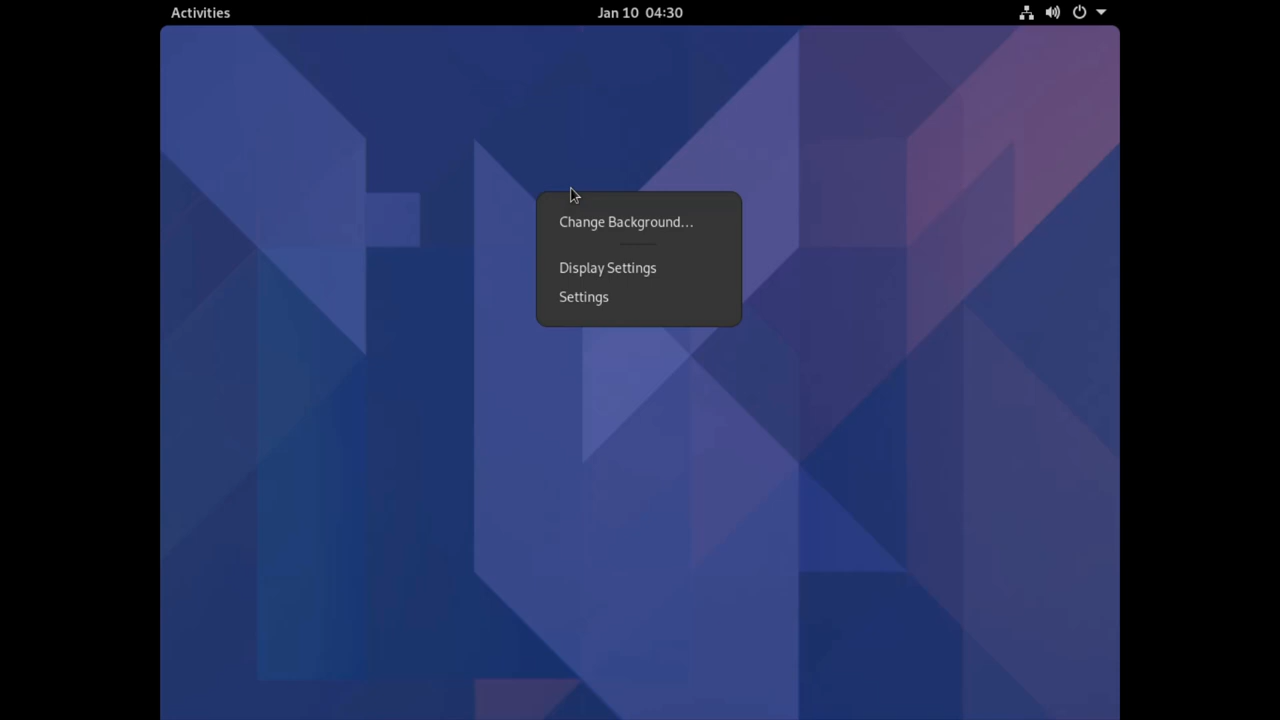 Activities
Jan 10 04:30
Change Background...
Display Settings
Settings